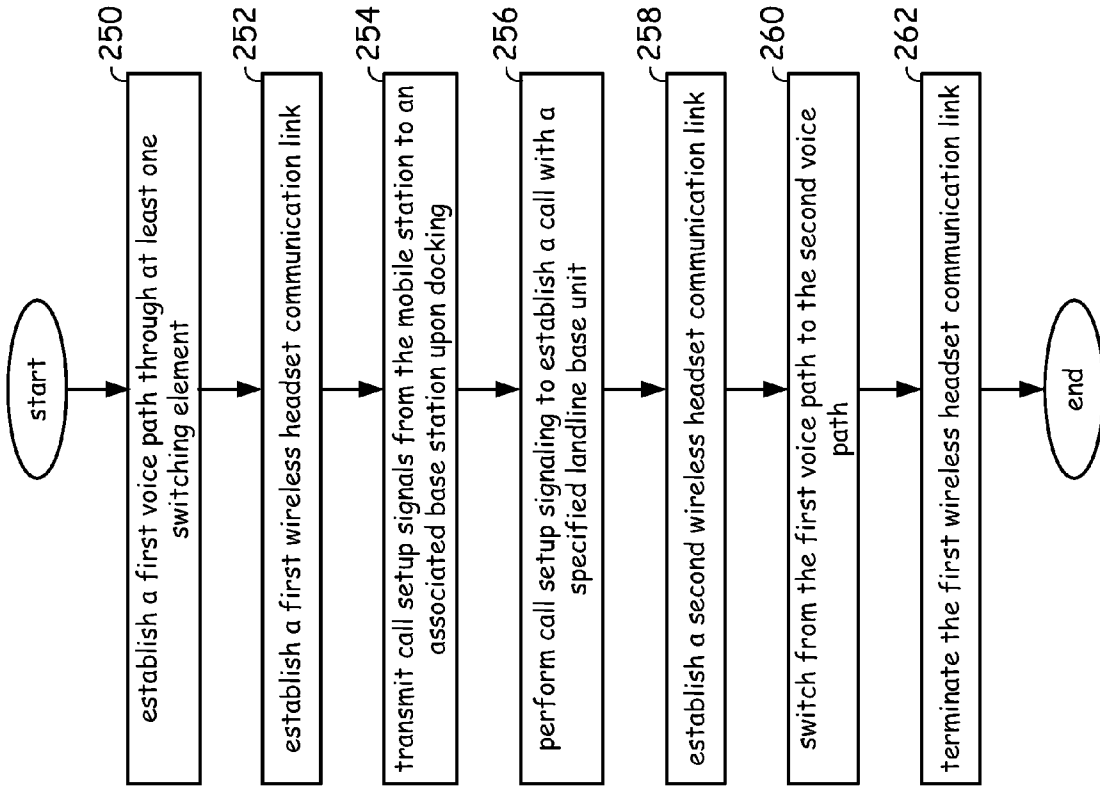 start
250
establish a first voice path through at least one
switching element
252
establish a first wireless headset communication link
254
transmit call setup signals from the mobile station to an
associated base station upon docking
256
perform call setup signaling to establish a call with a
specified landline base unit
258
establish a second wireless headset communication link
260
switch from the first voice path to the second voice
path
262
terminate the first wireless headset communication link
end